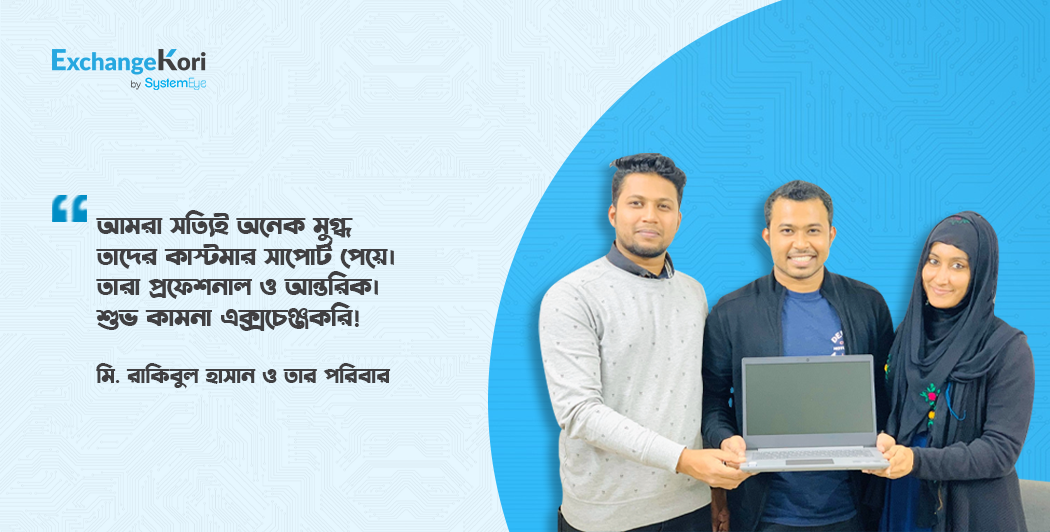 ExchangeKori
by SystemEye
আমরা সত্যিই অনেক মুগ্ধ
তাদের কাস্টমার সাপোর্ট পেয়ে।
তারা প্রফেশনাল ও আন্তরিক।
শুভ কামনা এক্সচেঞ্জকরি!
মি. রাকিবুল হাসান ও তার পরিবার